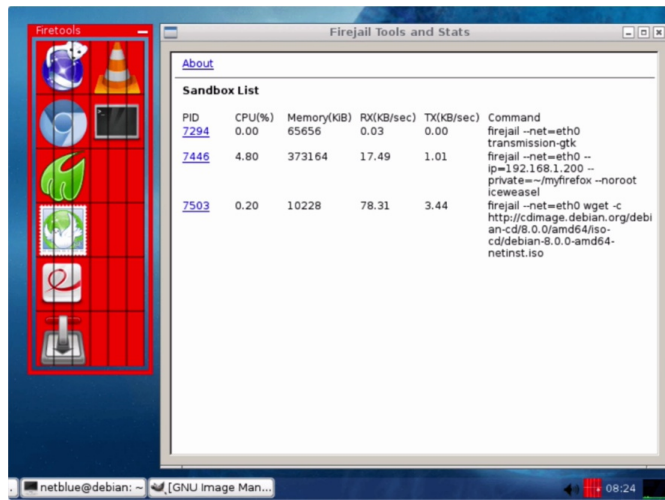 Firetools
Firejail Tools and Stats
About
Sandbox List
PID CPU(%) Memory(KiB) RX(KB/sec) TX(KB/sec) Command
7294 0.00 65656 0.03 0.00 firejail --net=eth0
transmission-gtk
7446 4.80 373164 17.49 1.01 firejail --net=eth0 --
ip=192.168.1.200 --
private=~/myfirefox --noroot
iceweasel
7503 0.20 10228 78.31 3.44 firejail --net=eth0 wget -c
http://cdimage.debian.org/debi
an-cd/8.0.0/amd64/iso-
cd/debian-8.0.0-amd64-
netinst.iso
. netblue@debian: ~ [GNU Image Man... 08:24